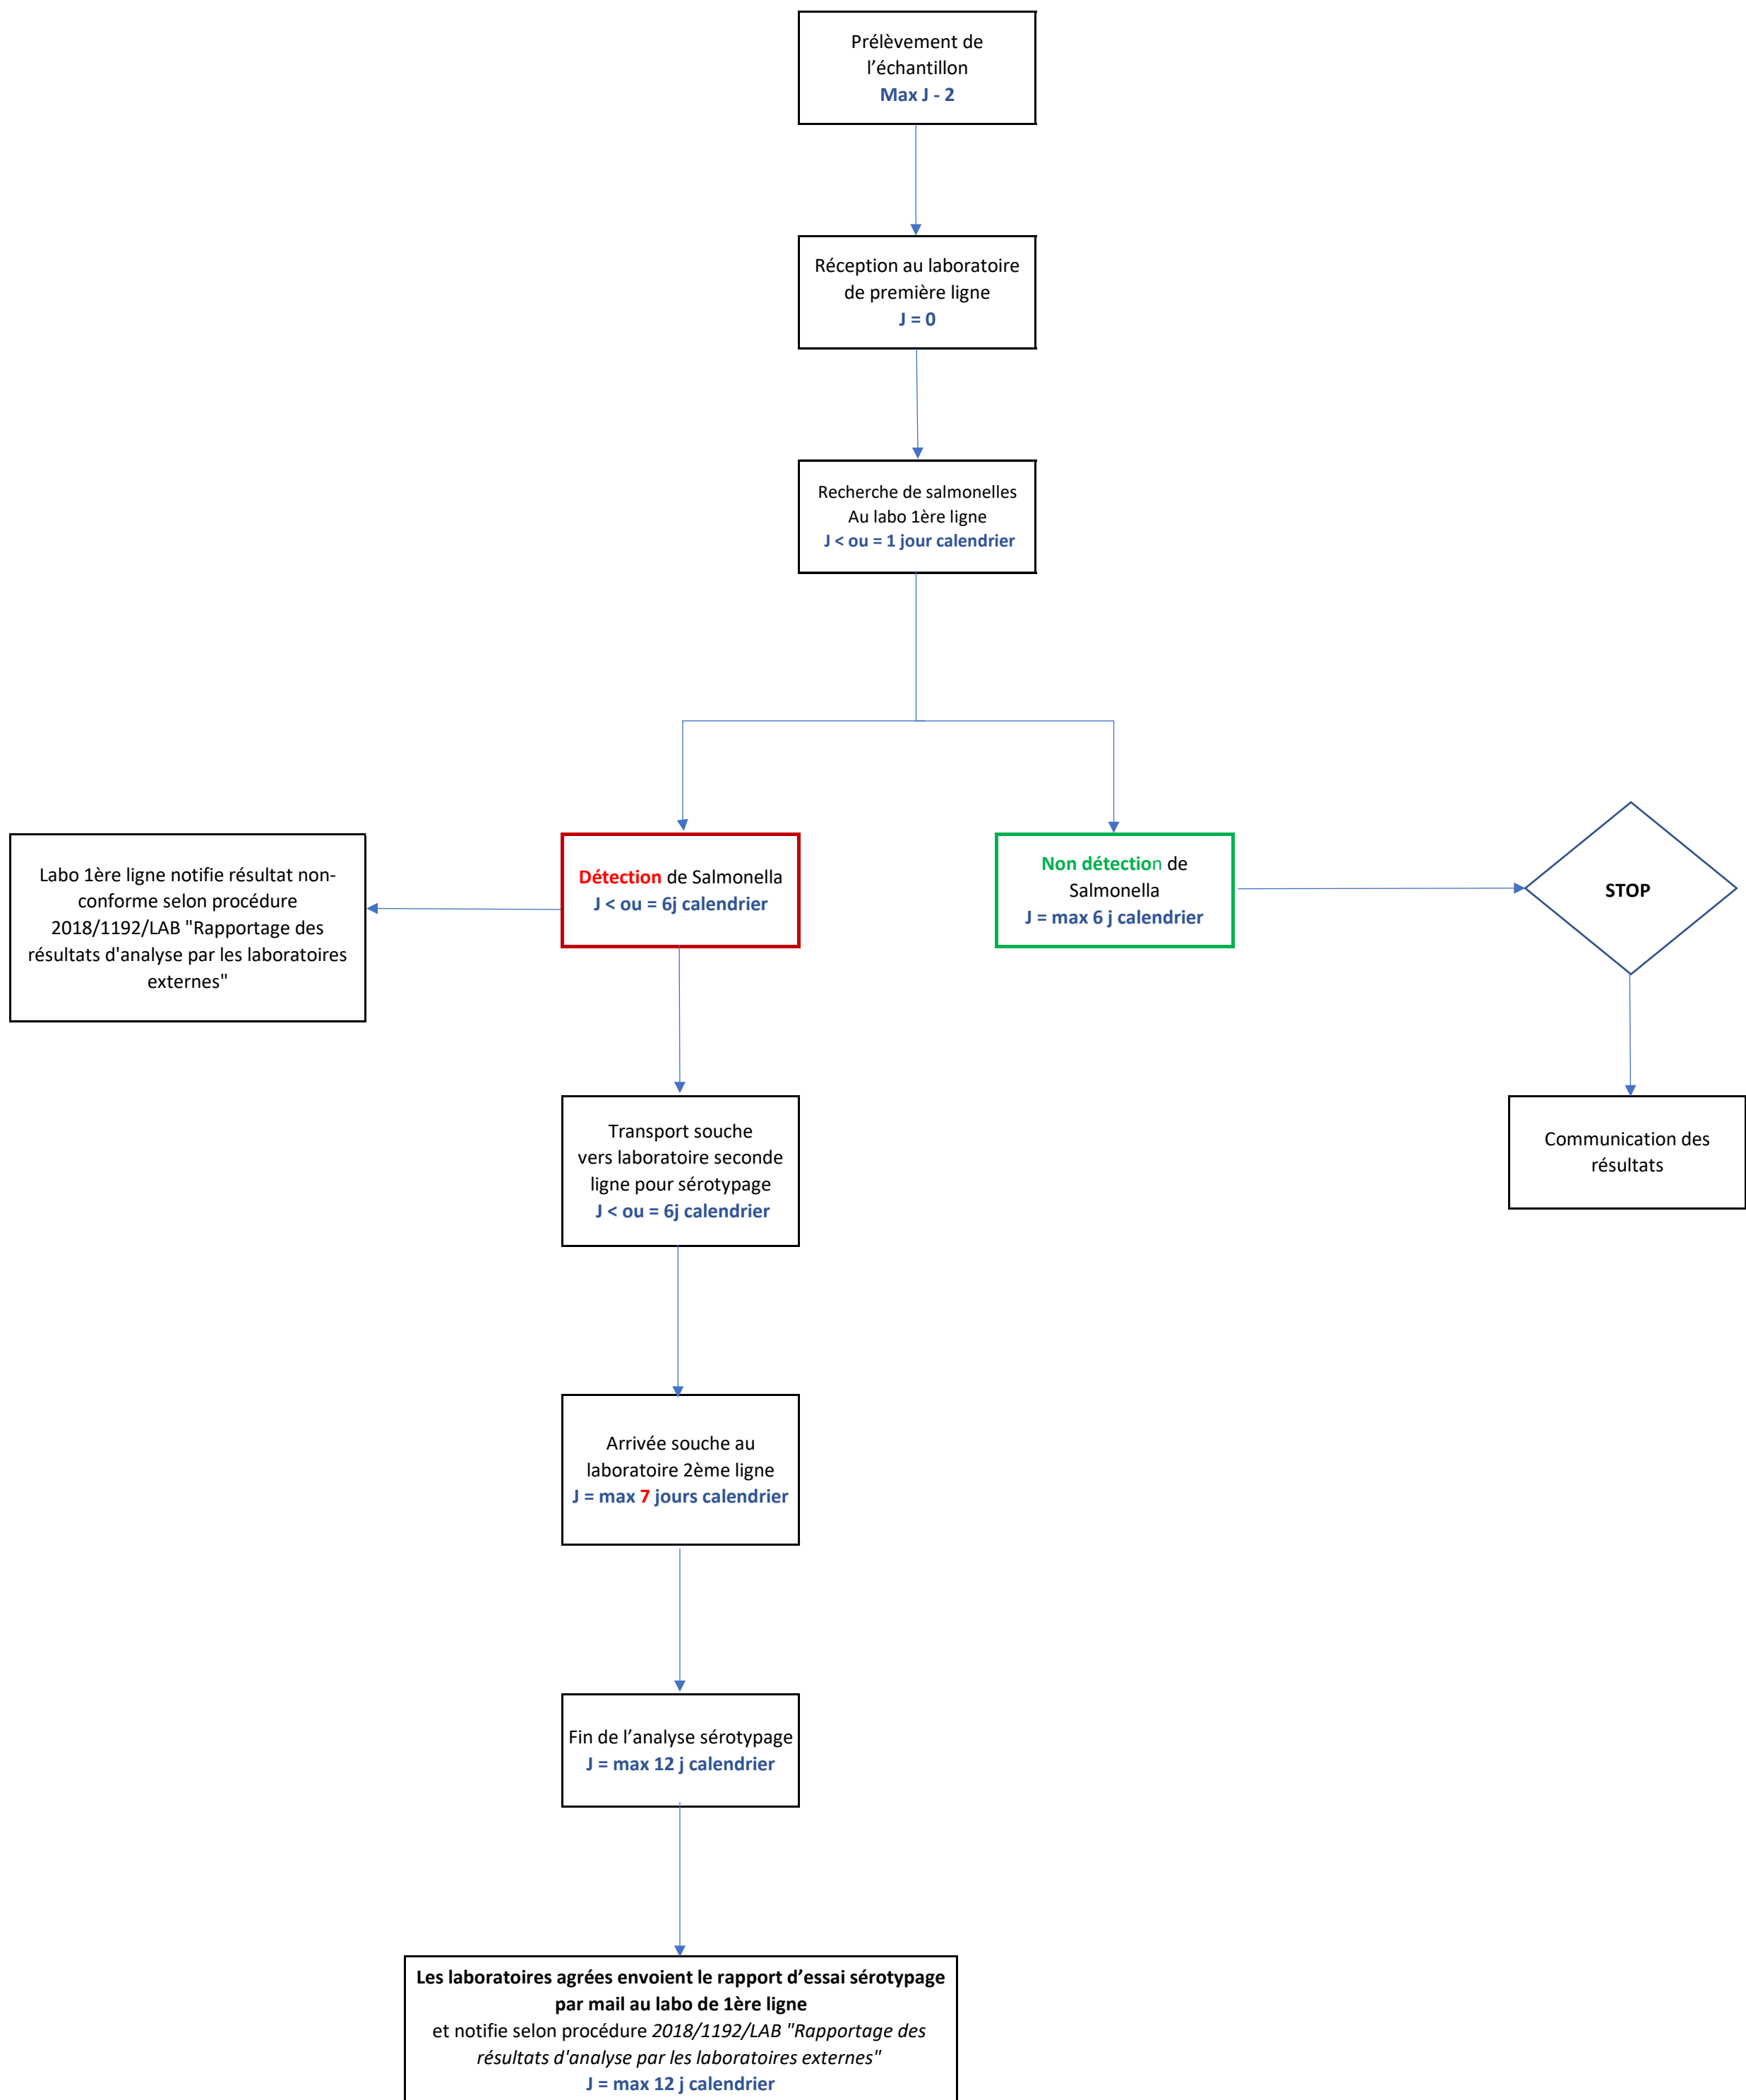 Prélèvement de
l’échantillon
Max J - 2
Réception au laboratoire
de première ligne
J = 0
Recherche de salmonelles
Au labo 1ère ligne
J < ou = 1 jour calendrier
Labo 1ère ligne notifie résultat non-
conforme selon procédure
2018/1192/LAB "Rapportage des
résultats d'analyse par les laboratoires
externes"
Détection de Salmonella
J < ou = 6j calendrier
Non détection de
Salmonella
J = max 6 j calendrier
STOP
Transport souche
vers laboratoire seconde
ligne pour sérotypage
J < ou = 6j calendrier
Communication des
résultats
Arrivée souche au
laboratoire 2ème ligne
J = max 7 jours calendrier
Fin de l’analyse sérotypage
J = max 12 j calendrier
Les laboratoires agrées envoient le rapport d’essai sérotypage
par mail au labo de 1ère ligne
et notifie selon procédure 2018/1192/LAB "Rapportage des
résultats d'analyse par les laboratoires externes"
J = max 12 j calendrier